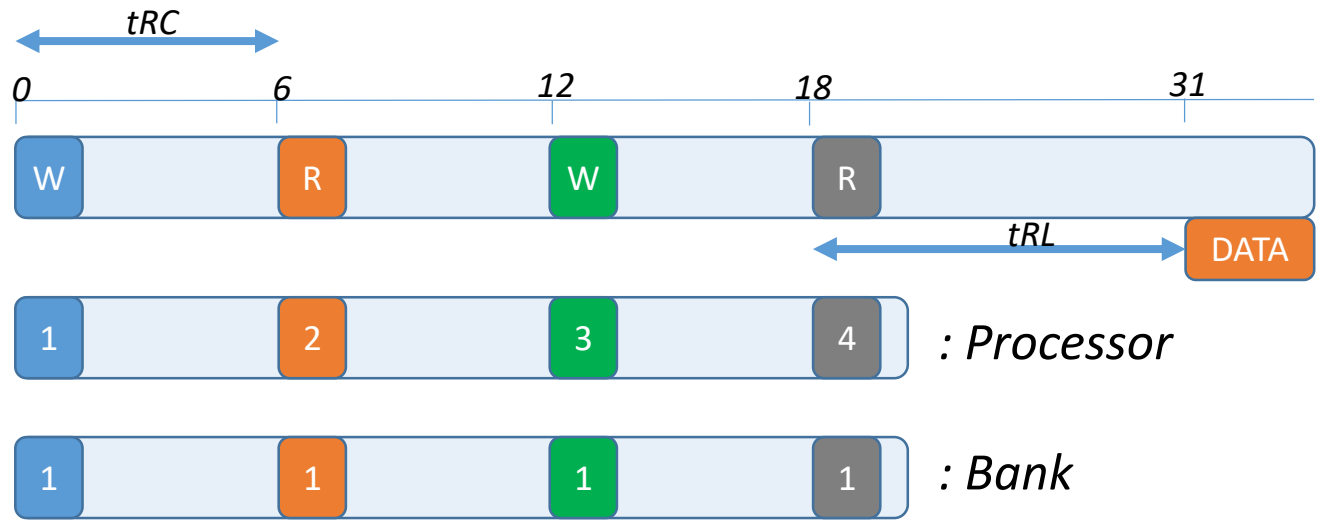 tRC
0 6 12 18 31
W R W R
tRL
DATA
1 2 3 4 : Processor
1 1 1 1 : Bank